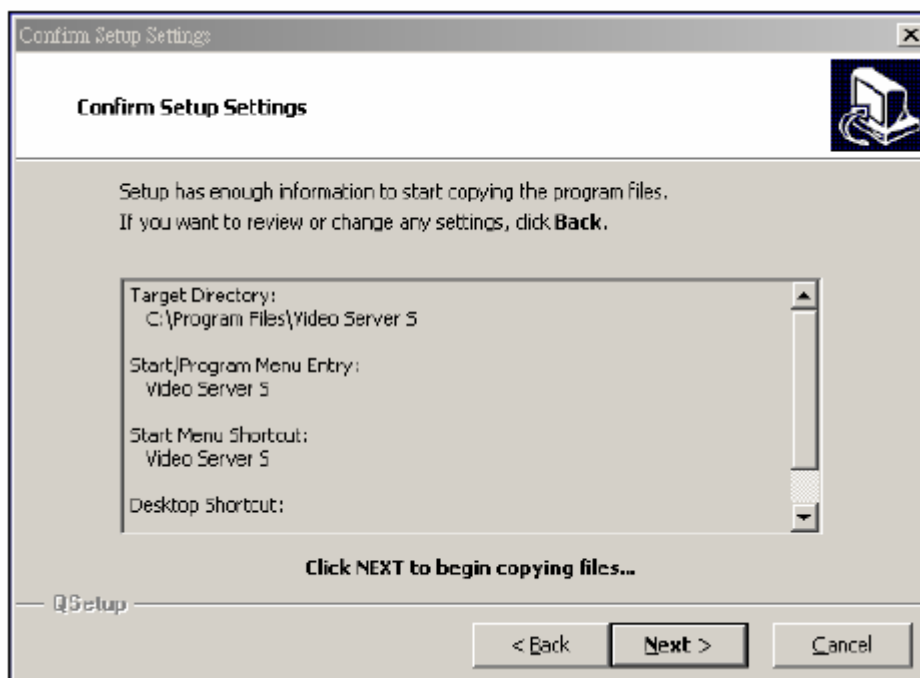 Confirm Setup Settings
Confirm Setup Settings
Setup has enough information to start copying the program files.
If you want to review or change any settings, click Back.
Target Directory:
C:\Program Files\Video Server S
Start/Program Menu Entry:
Video Server S
Start Menu Shortcut:
Video Server S
Desktop Shortcut:
Click NEXT to begin copying files...
QSetup
< Back
Next >
Cancel